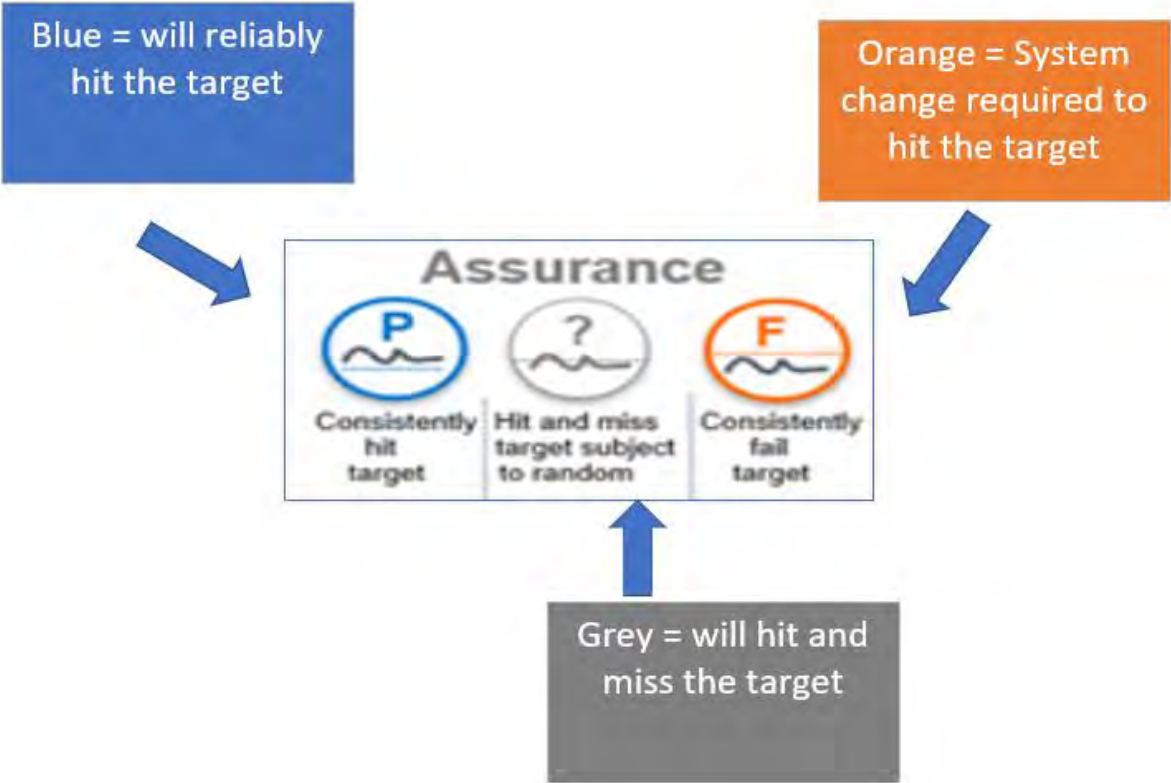 Blue = will reliably
hit the target
Orange = System
change required to
hit the target
Assurance
P
?
F
Consistently
hit
target
Hit and miss
target subject
to random
Consistently
fail
target
Grey = will hit and
miss the target